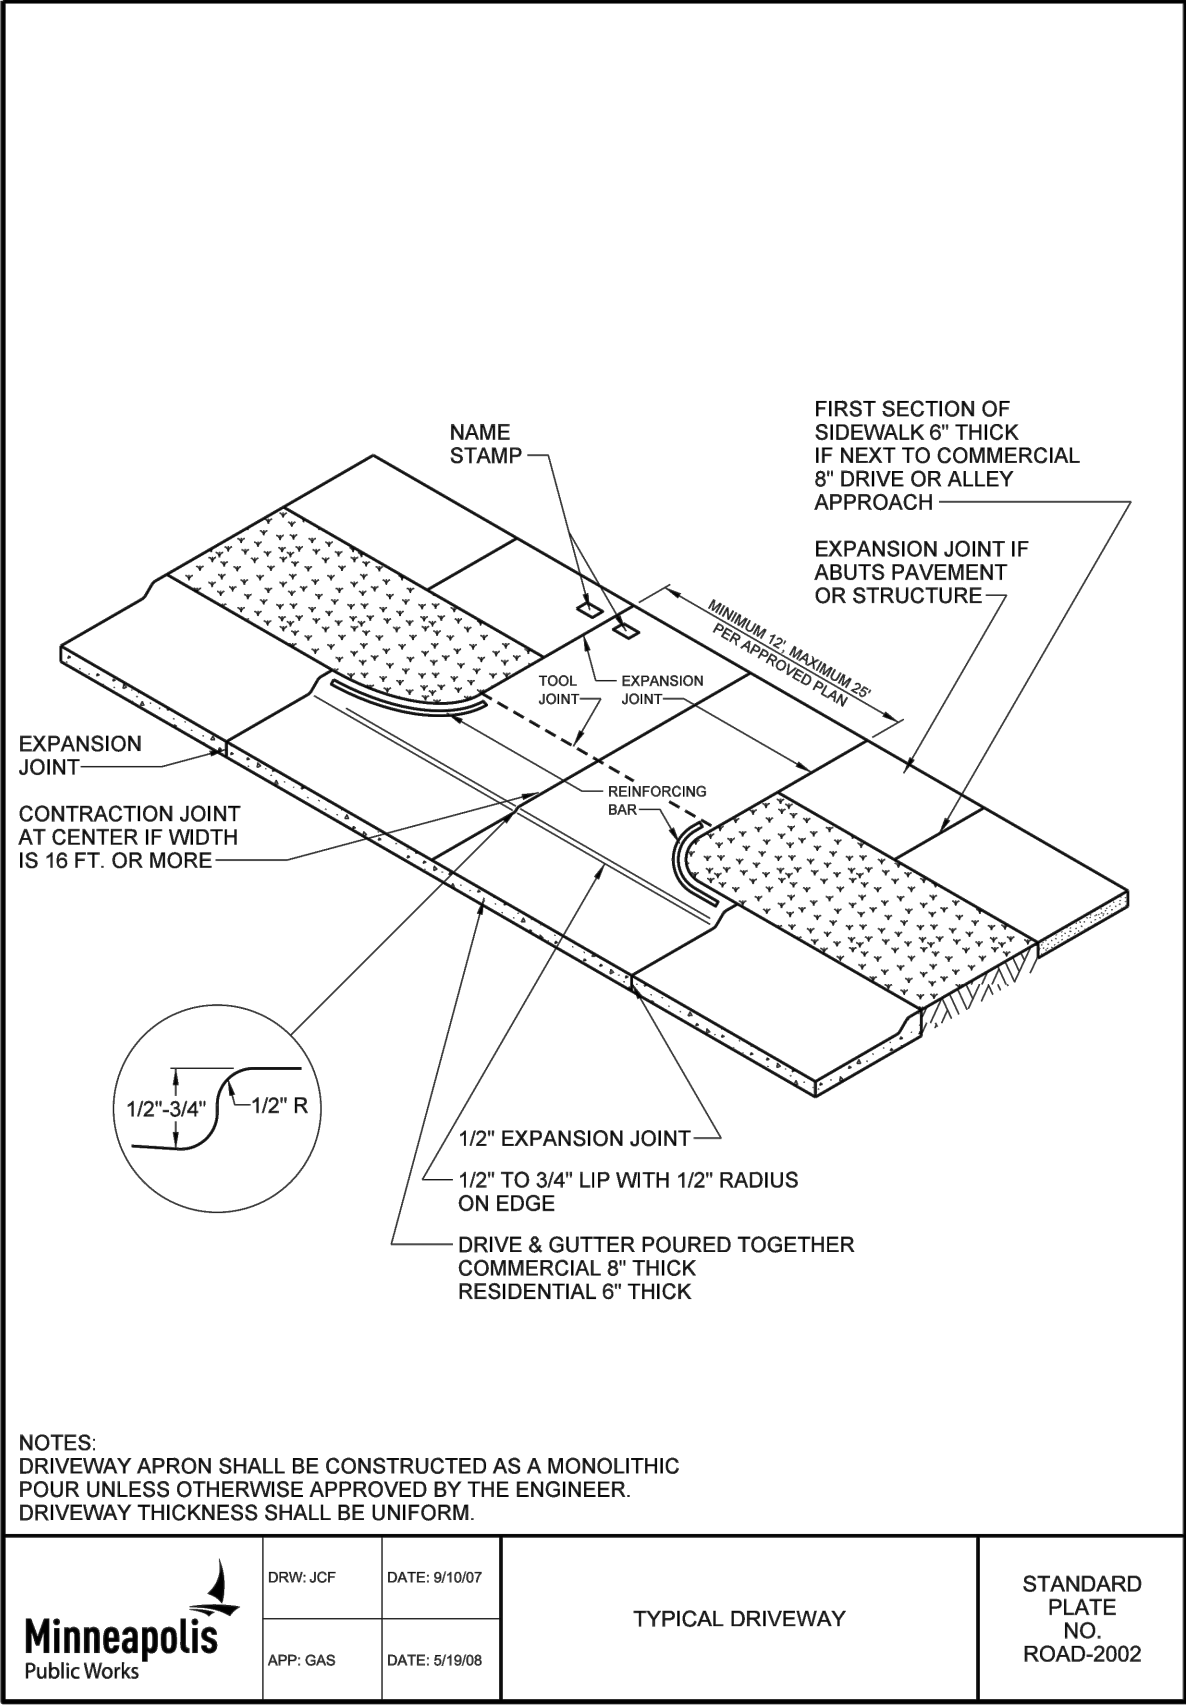 NAME
STAMP
FIRST SECTION OF
SIDEWALK 6" THICK
IF NEXT TO COMMERCIAL
8" DRIVE OR ALLEY
APPROACH
EXPANSION JOINT IF
ABUTS PAVEMENT
OR STRUCTURE
MINIMUM 12', MAXIMUM 25'
PER APPROVED PLAN
TOOL
JOINT
EXPANSION
JOINT
REINFORCING
BAR
EXPANSION
JOINT
CONTRACTION JOINT
AT CENTER IF WIDTH
IS 16 FT. OR MORE
1/2"-3/4"
1/2" R
1/2" EXPANSION JOINT
1/2" TO 3/4" LIP WITH 1/2" RADIUS
ON EDGE
DRIVE & GUTTER POURED TOGETHER
COMMERCIAL 8" THICK
RESIDENTIAL 6" THICK
NOTES:
DRIVEWAY APRON SHALL BE CONSTRUCTED AS A MONOLITHIC
POUR UNLESS OTHERWISE APPROVED BY THE ENGINEER.
DRIVEWAY THICKNESS SHALL BE UNIFORM.
Minneapolis
Public Works
DRW: JCF
DATE: 9/10/07
APP: GAS
DATE: 5/19/08
TYPICAL DRIVEWAY
STANDARD
PLATE
NO.
ROAD-2002